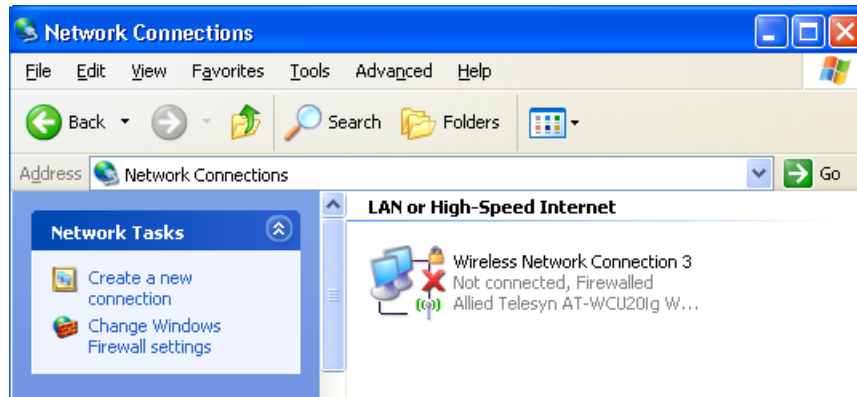 Network Connections
File Edit View Favorites Tools Advanced Help
Back Search Folders
Address Network Connections Go
LAN or High-Speed Internet
Network Tasks
Wireless Network Connection 3
Not connected, Firewalled
Allied Telesyn AT-WCU201g W...
Create a new
connection
Change Windows
Firewall settings